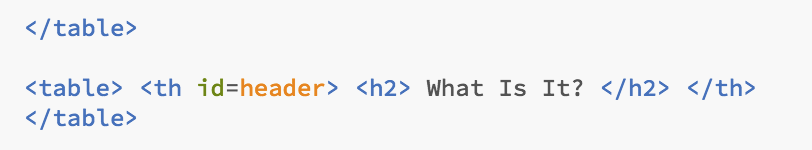 </table>
<table> <th id=header> <h2> What Is It? </h2> </th>
</table>